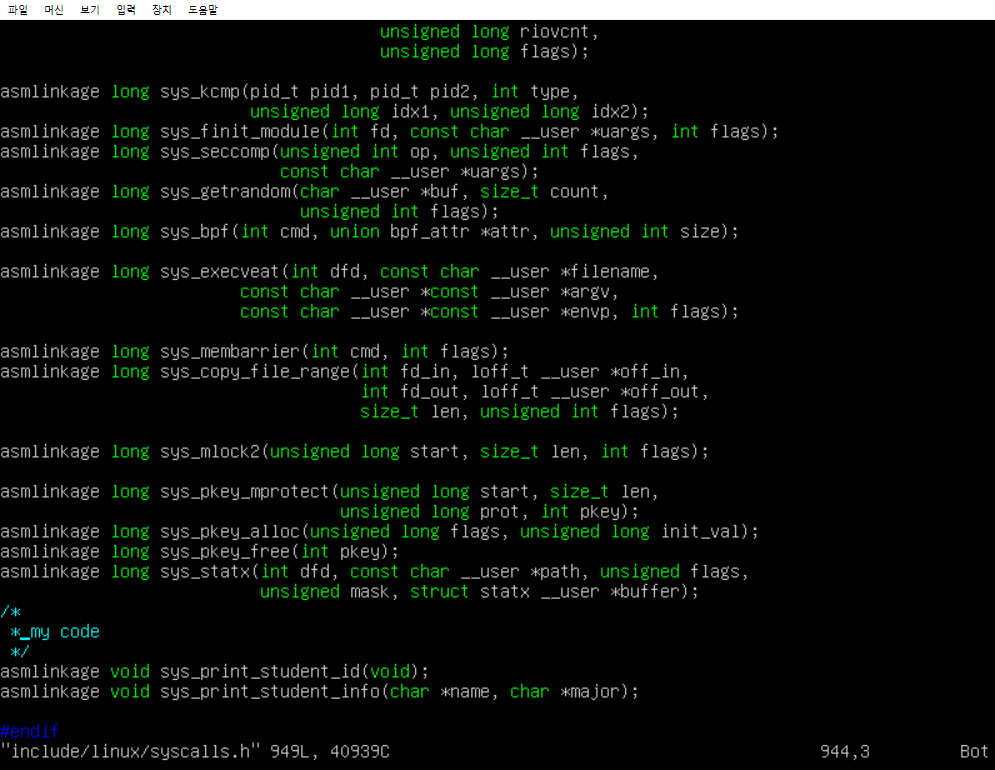 파일 머신 보기 입력 장치 도움말
unsigned long riovcnt,
unsigned long flags);
asmlinkage long sys_kcmp(pid_t pid1, pid_t pid2, int type,
unsigned long idx1, unsigned long idx2);
asmlinkage long sys_finit_module(int fd, const char __user *uargs, int flags);
asmlinkage long sys_seccomp(unsigned int op, unsigned int flags,
const char __user *uargs);
asmlinkage long sys_getrandom(char __user *buf, size_t count,
unsigned int flags);
asmlinkage long sys_bpf(int cmd, union bpf_attr *attr, unsigned int size);
asmlinkage long sys_execveat(int dfd, const char __user *filename,
const char __user *const __user *argv,
const char __user *const __user *envp, int flags);
asmlinkage long sys_membarrier(int cmd, int flags);
asmlinkage long sys_copy_file_range(int fd_in, loff_t __user *off_in,
int fd_out, loff_t __user *off_out,
size_t len, unsigned int flags);
asmlinkage long sys_mlock2(unsigned long start, size_t len, int flags);
asmlinkage long sys_pkey_mprotect(unsigned long start, size_t len,
unsigned long prot, int pkey);
asmlinkage long sys_pkey_alloc(unsigned long flags, unsigned long init_val);
asmlinkage long sys_pkey_free(int pkey);
asmlinkage long sys_statx(int dfd, const char __user *path, unsigned flags,
unsigned mask, struct statx __user *buffer);
/*
* my code
*/
asmlinkage void sys_print_student_id(void);
asmlinkage void sys_print_student_info(char *name, char *major);
#endif
"include/linux/syscalls.h" 949L, 40939C 944,3 Bot